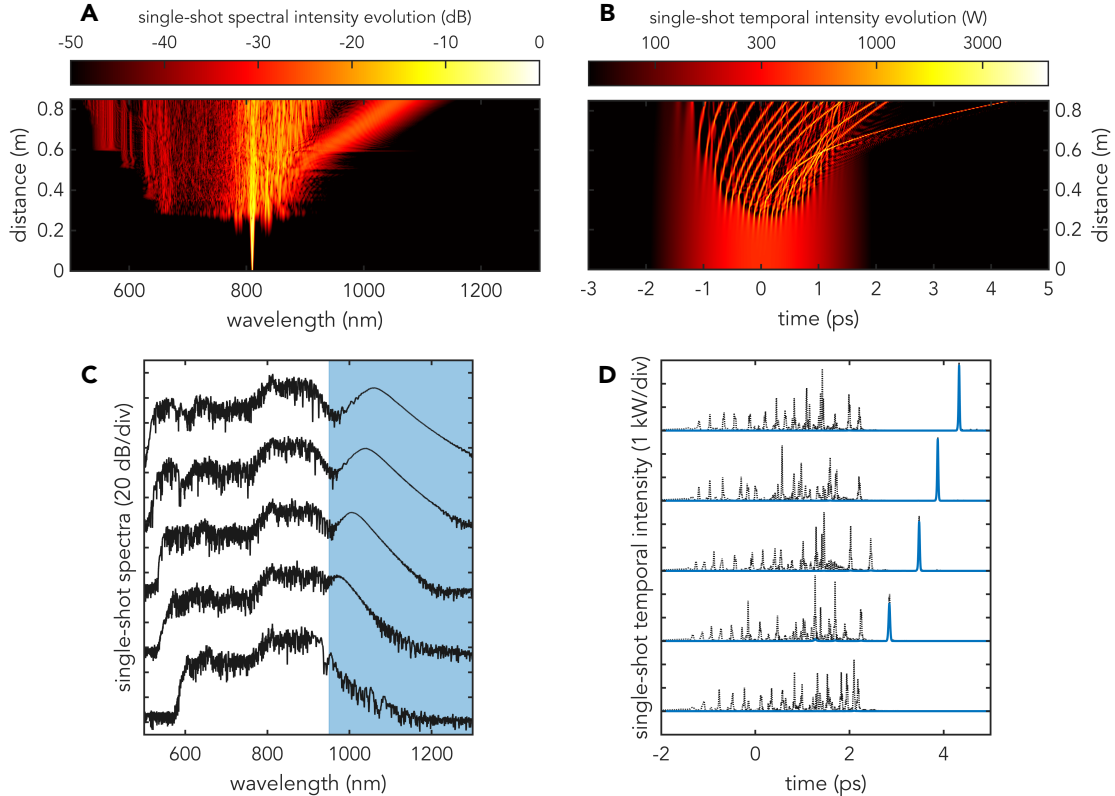 A single-shot spectral intensity evolution (dB)
-50 -40 -30 -20 -10 0
distance (m)
0.8
0.6
0.4
0.2
0
600 800 1000 1200
wavelength (nm)
B single-shot temporal intensity evolution (W)
100 300 1000 3000
0.8
0.6
0.4
0.2
0
distance (m)
-3 -2 -1 0 1 2 3 4 5
time (ps)
C
single-shot spectra (20 dB/div)
600 800 1000 1200
wavelength (nm)
D
single-shot temporal intensity (1 kW/div)
-2 0 2 4
time (ps)